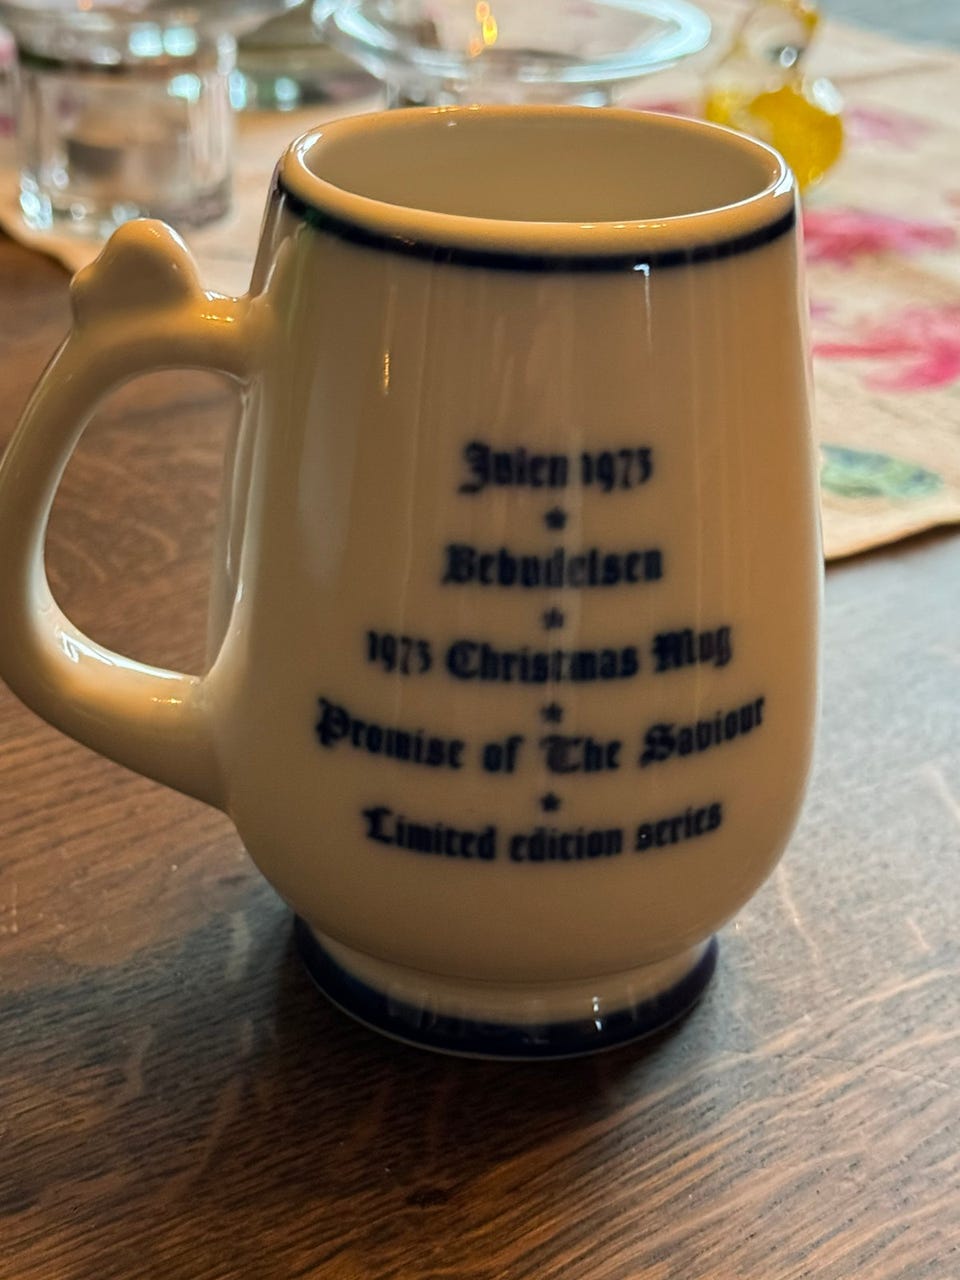 Julen 1973
Bebudelsen
1973 Christmas Mug
Promise of The Saviour
Limited edition series